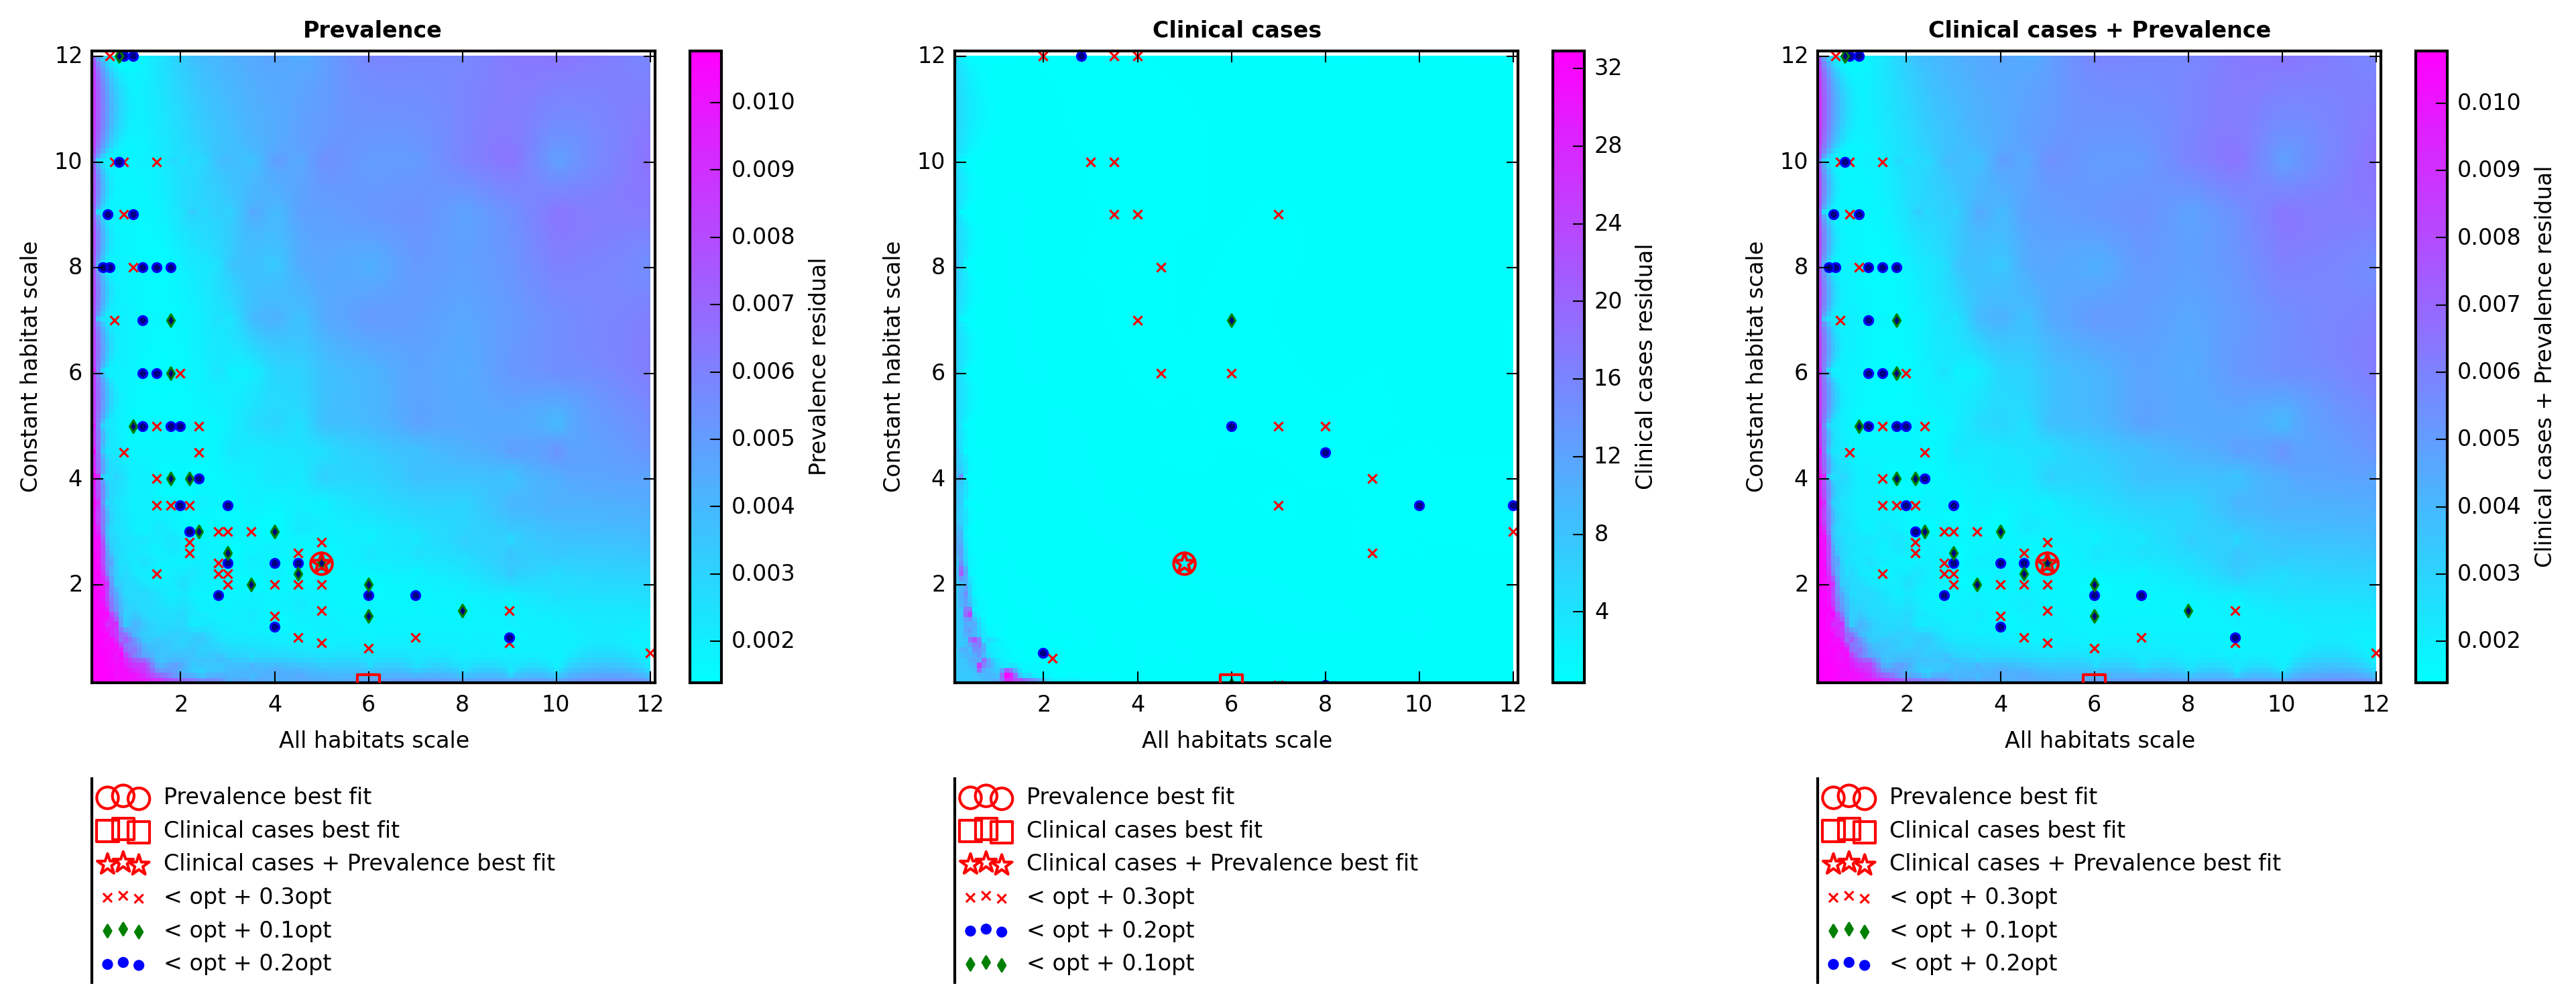 Prevalence
12
10
8
6
4
2
2 4 6 8 10 12
Constant habitat scale
All habitats scale
0.010
0.009
0.008
0.007
0.006
0.005
0.004
0.003
0.002
Prevalence residual
Prevalence best fit
Clinical cases best fit
Clinical cases + Prevalence best fit
< opt + 0.3opt
< opt + 0.1opt
< opt + 0.2opt
Clinical cases
12
10
8
6
4
2
2 4 6 8 10 12
Constant habitat scale
All habitats scale
32
28
24
20
16
12
8
4
Clinical cases residual
Prevalence best fit
Clinical cases best fit
Clinical cases + Prevalence best fit
< opt + 0.3opt
< opt + 0.2opt
< opt + 0.1opt
Clinical cases + Prevalence
12
10
8
6
4
2
2 4 6 8 10 12
Constant habitat scale
All habitats scale
0.010
0.009
0.008
0.007
0.006
0.005
0.004
0.003
0.002
Clinical cases + Prevalence residual
Prevalence best fit
Clinical cases best fit
Clinical cases + Prevalence best fit
< opt + 0.3opt
< opt + 0.1opt
< opt + 0.2opt